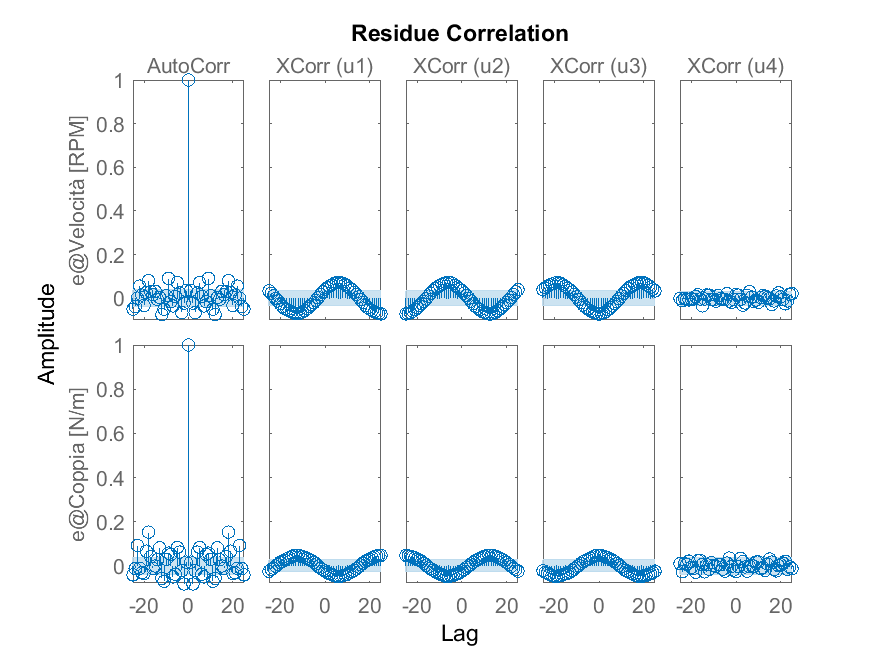 Residue Correlation
AutoCorr XCorr (u1) XCorr (u2) XCorr (u3) XCorr (u4)
Amplitude
e@Velocità [RPM]
1
0.8
0.6
0.4
0.2
0
e@Coppia [N/m]
1
0.8
0.6
0.4
0.2
0
-20 0 20 -20 0 20 -20 0 20 -20 0 20 -20 0 20
Lag